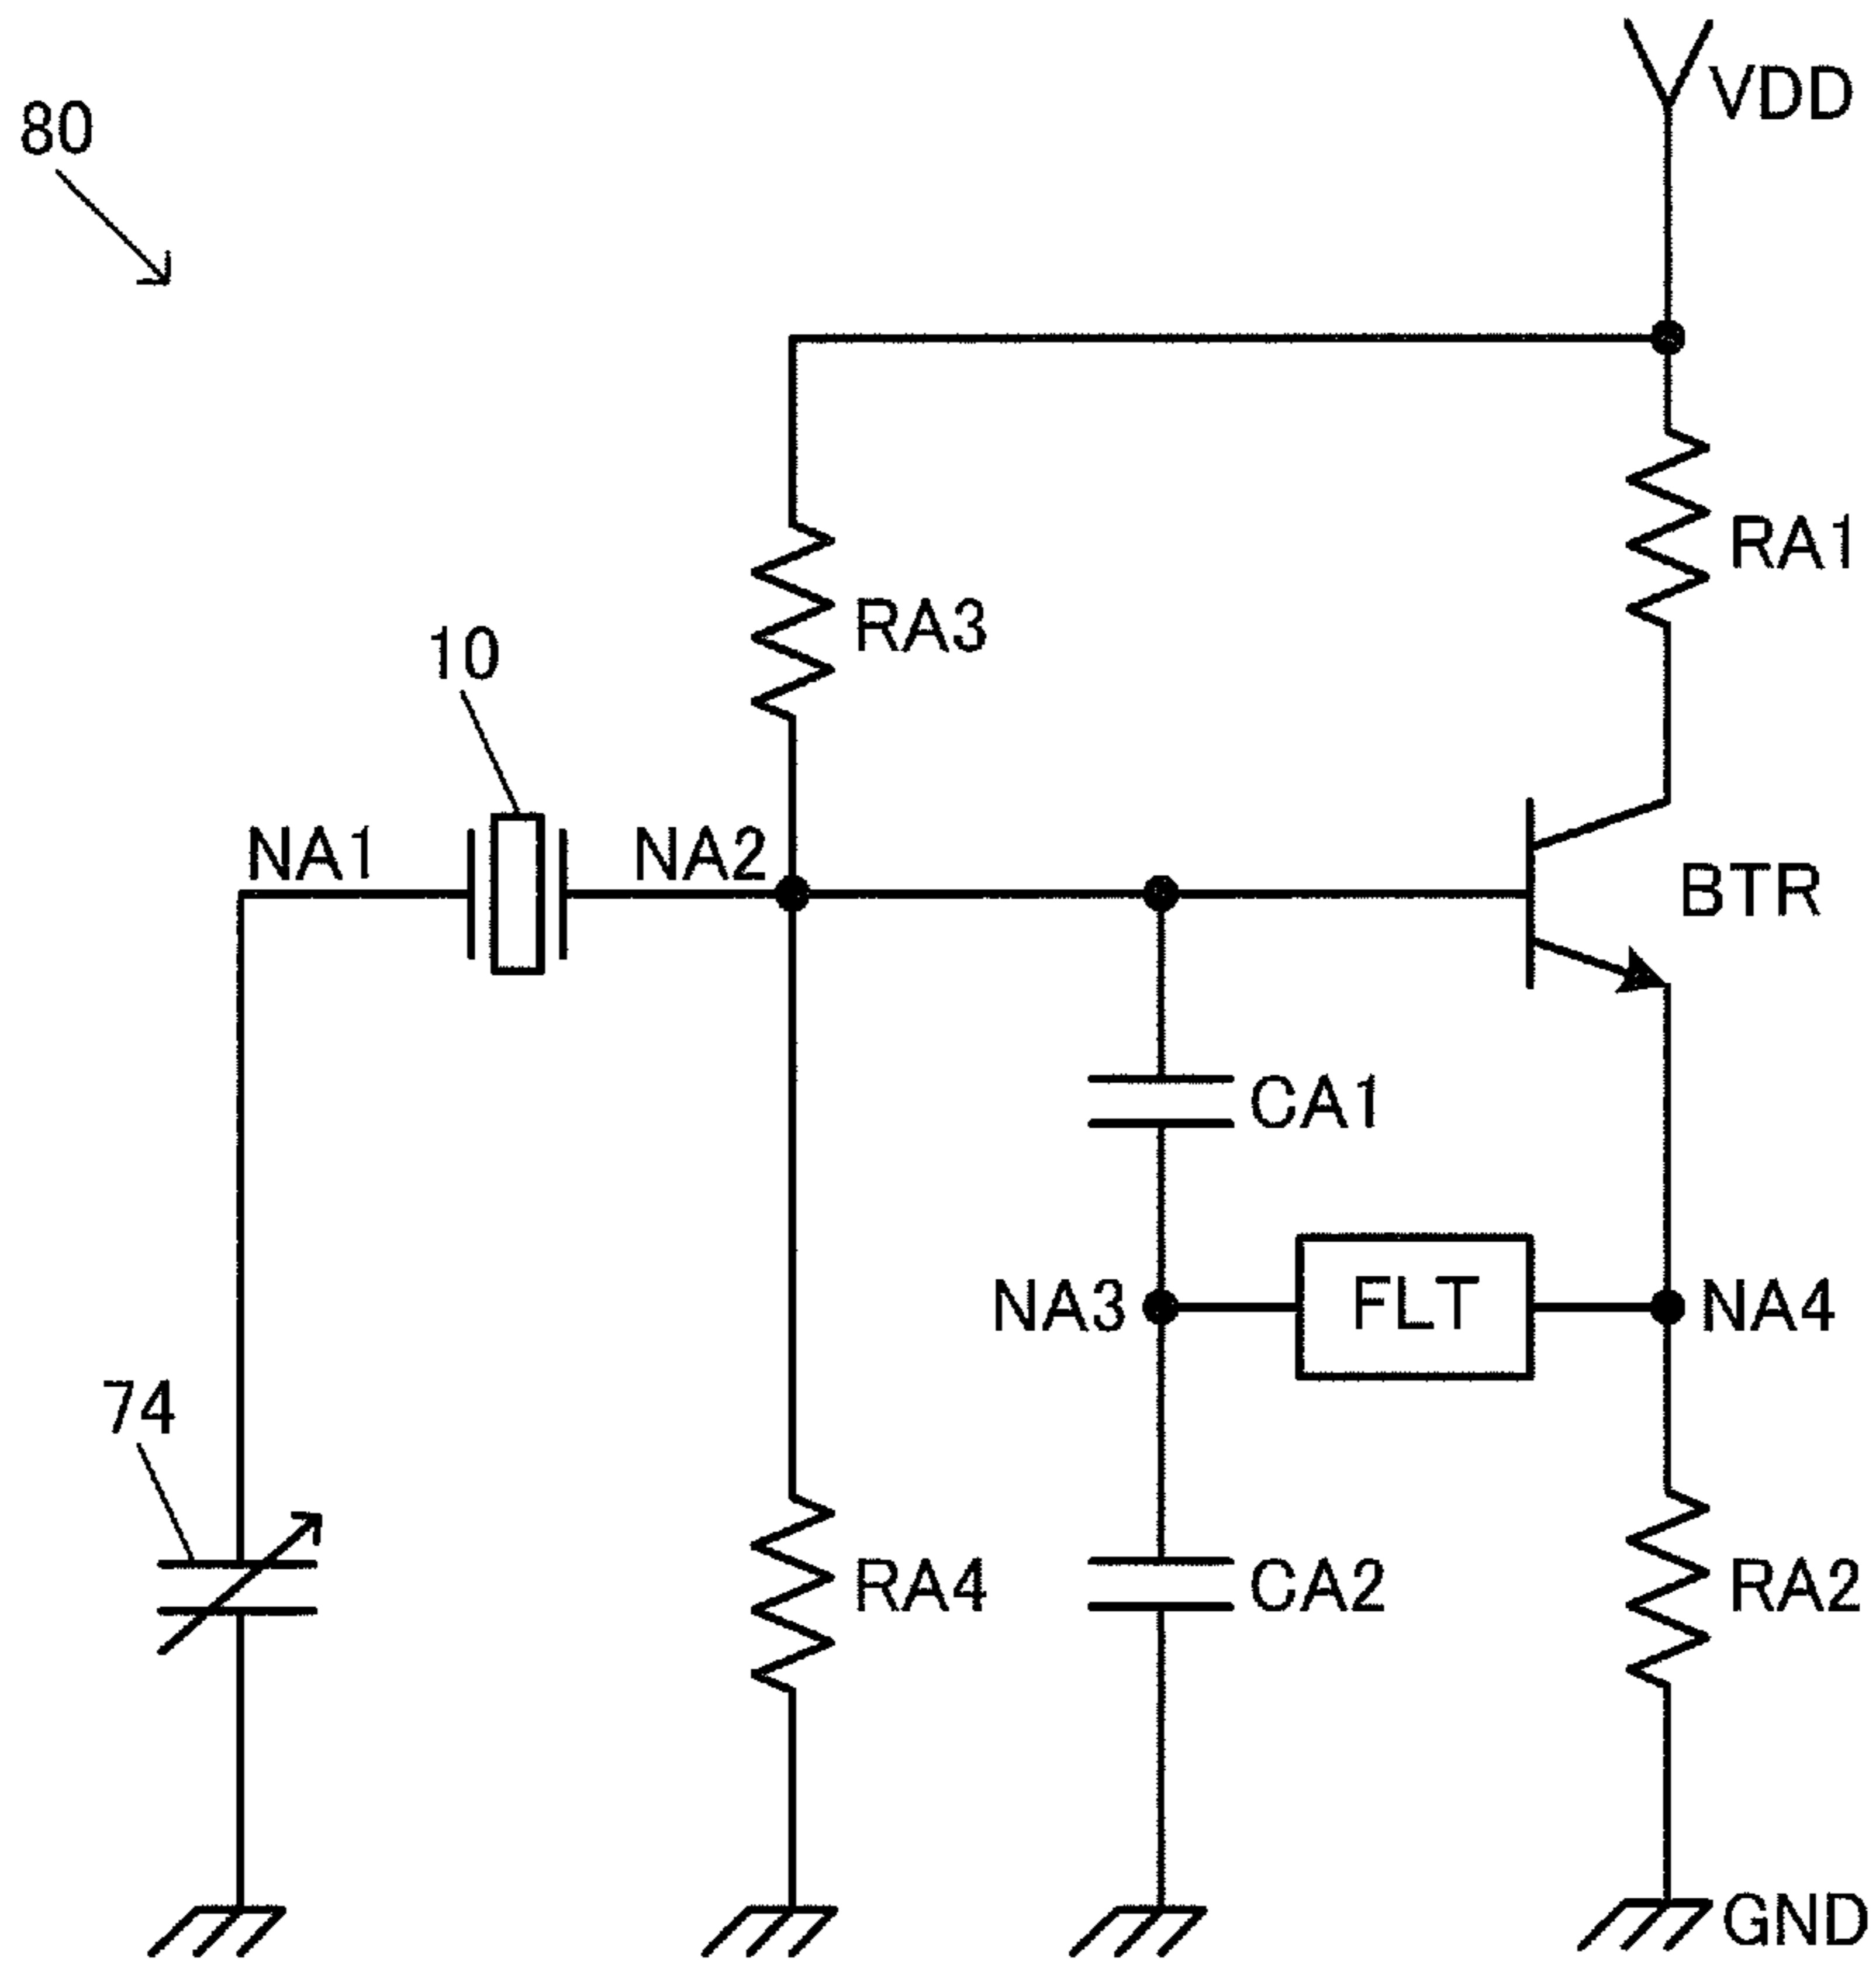 80
VDD
RA1
RA3
10
NA1
NA2
BTR
CA1
NA3
FLT
NA4
74
RA4
CA2
RA2
GND